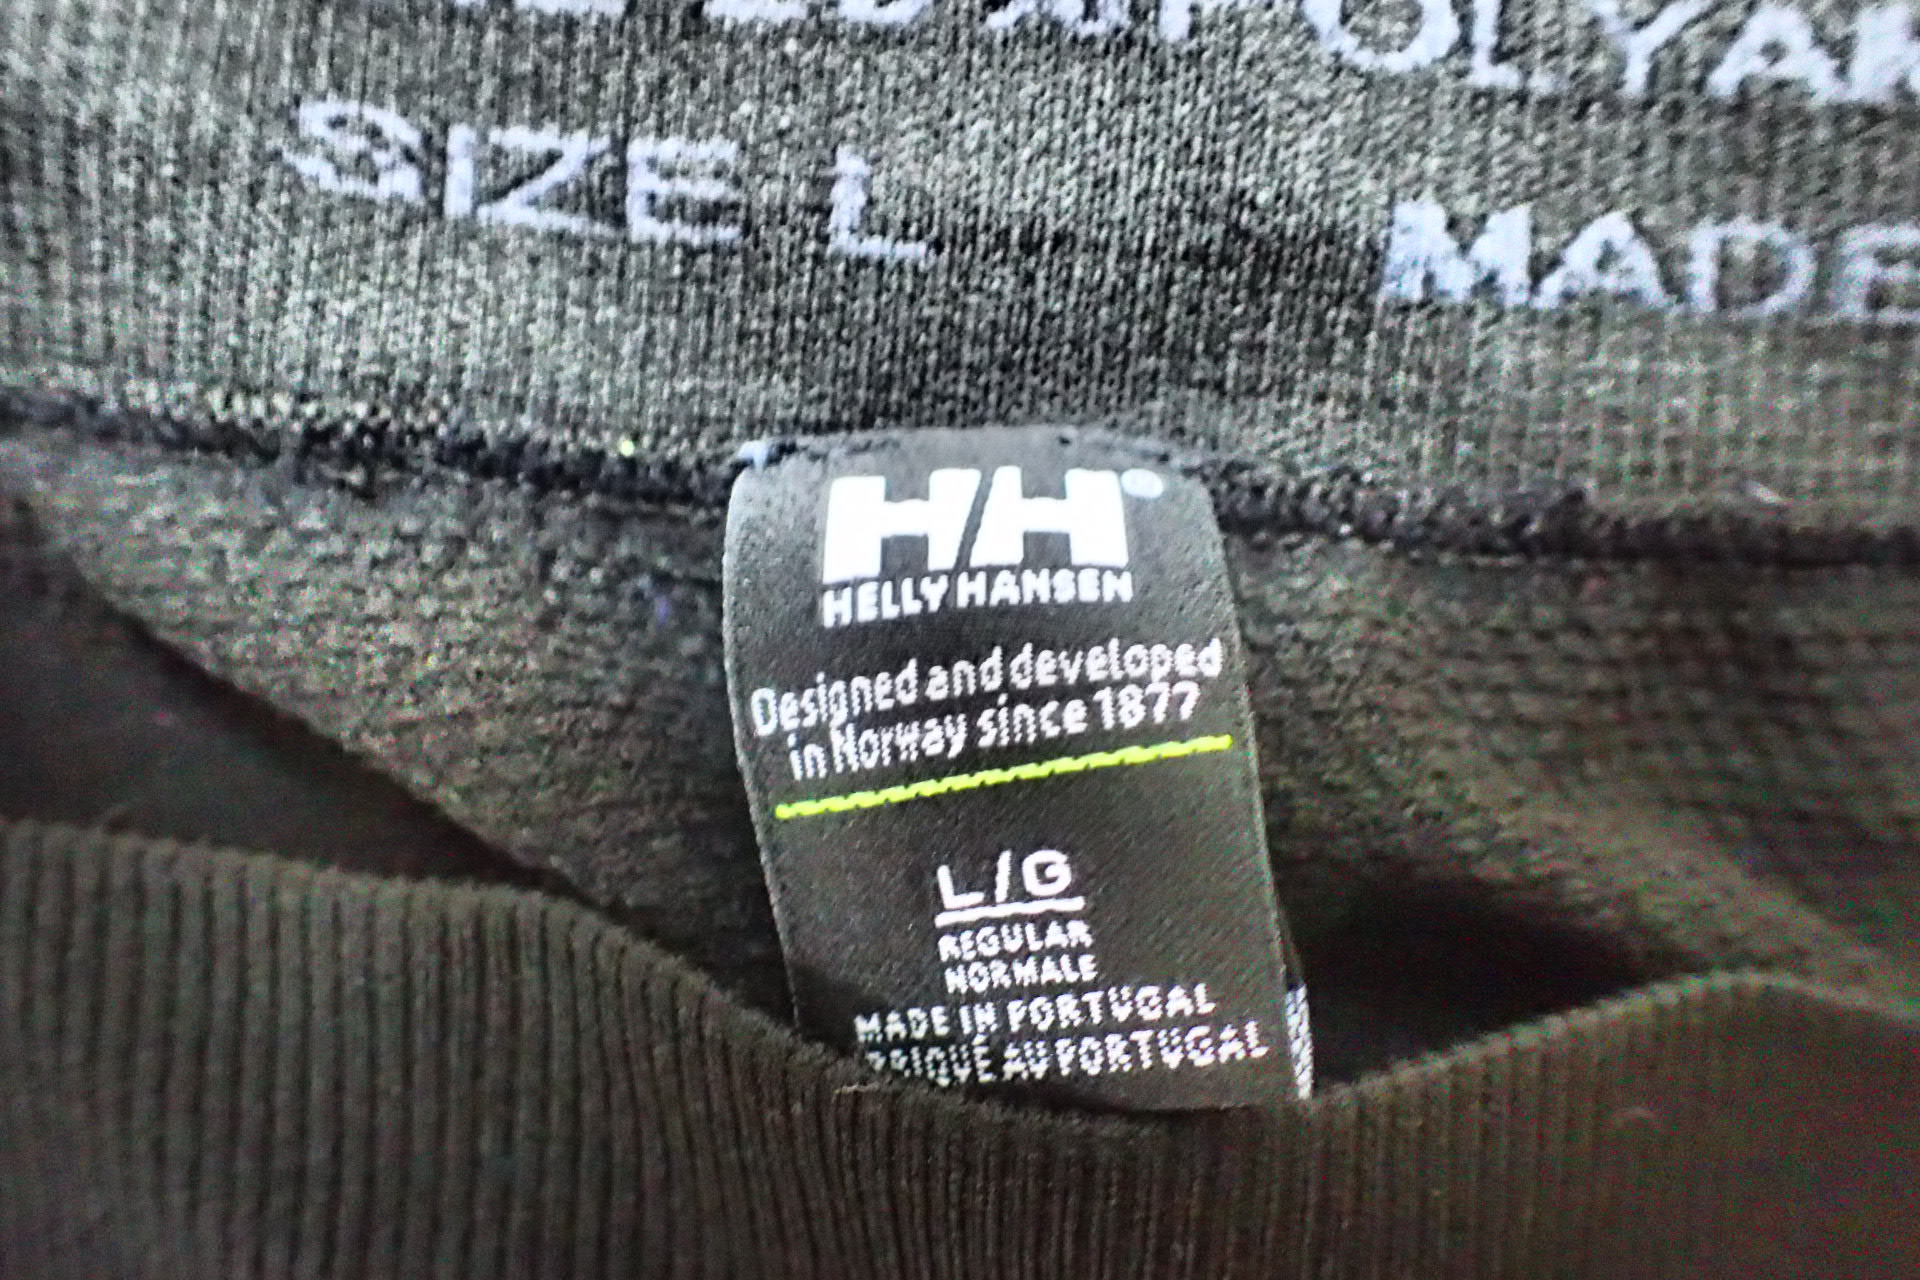 SIZE L MADE
HH®
HELLY HANSEN
Designed and developed
in Norway since 1877
L/G
REGULAR
NORMALE
MADE IN PORTUGAL
AU PORTUGAL